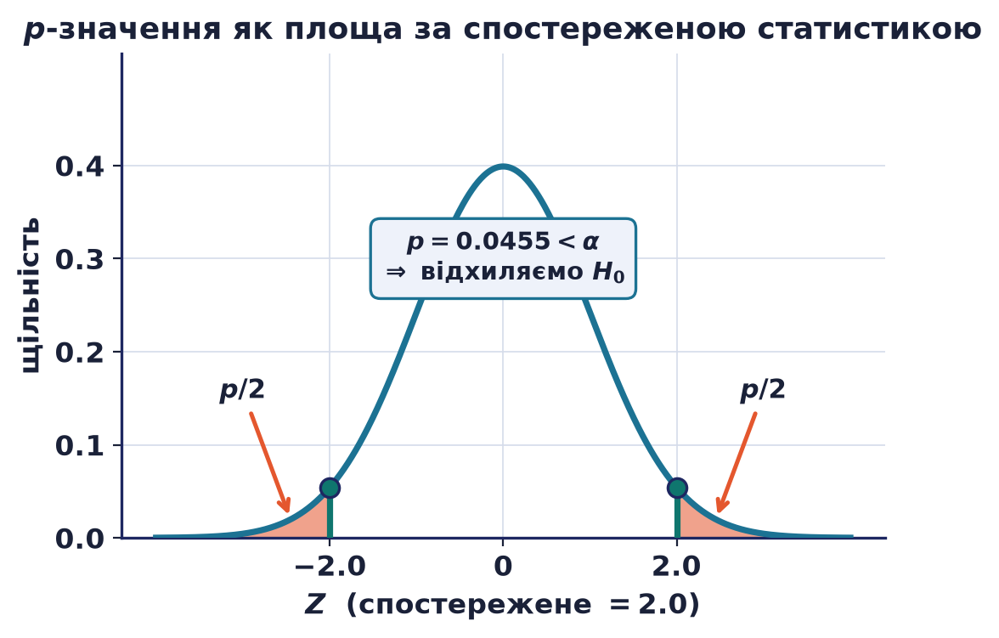 p-значення як площа за спостереженою статистикою
щільність
0.4
0.3
0.2
0.1
0.0
p = 0.0455 < α
⇒ відхиляємо H₀
p/2
p/2
−2.0
0
2.0
Z (спостережене = 2.0)